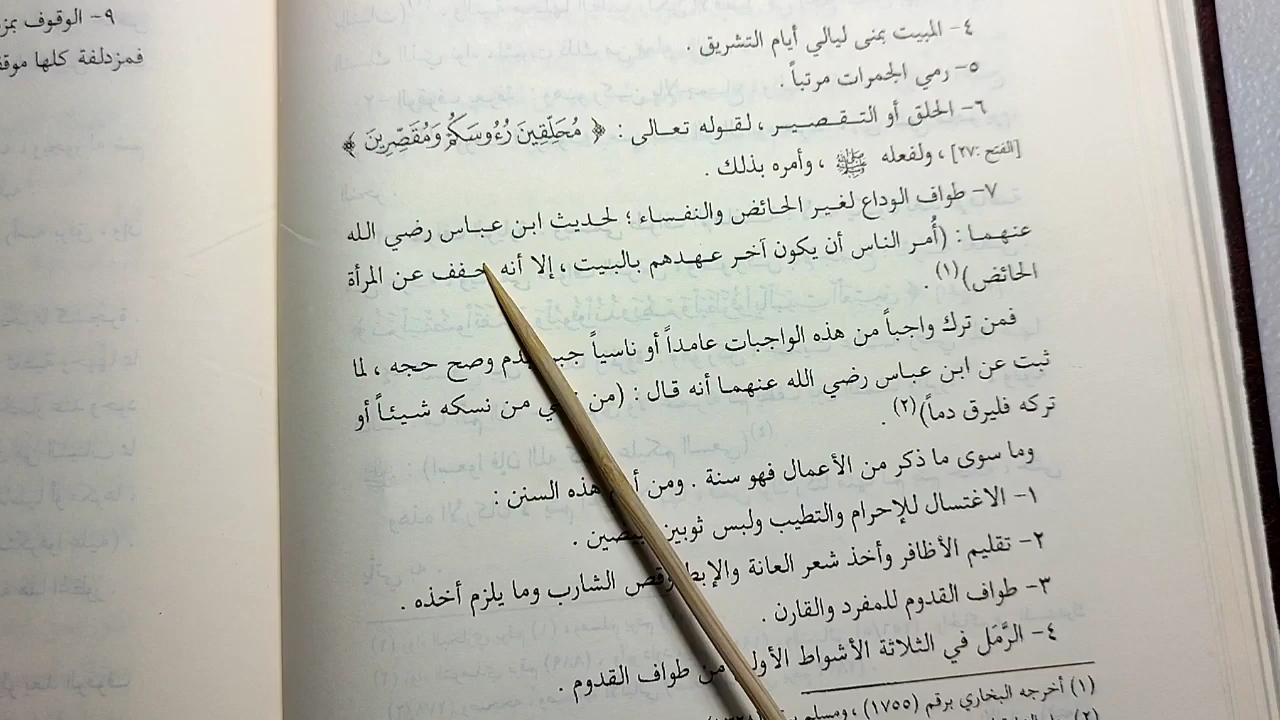 ٤- المبيت بمنى ليالي أيام التشريق .
٥- رمي الجمرات مرتباً .
٦- الحلق أو التقصير ، لقوله تعالى : ﴿ مُحَلِّقِينَ رُءُوسَكُمْ وَمُقَصِّرِينَ ﴾
[الفتح :٢٧] ، ولفعله ﷺ ، وأمره بذلك .
٧- طواف الوداع لغير الحائض والنفساء ؛ لحديث ابن عباس رضي الله
عنهما : (أُمر الناس أن يكون آخر عهدهم بالبيت ، إلا أنه خفف عن المرأة
الحائض)(١) .
فمن ترك واجباً من هذه الواجبات عامداً أو ناسياً وصح حجه ، لما
ثبت عن ابن عباس رضي الله عنهما أنه قال : (من من نسكه شيئاً أو
تركه فليرق دماً)(٢) .
وما سوى ما ذكر من الأعمال فهو سنة . ومن هذه السنن :
١- الاغتسال للإحرام والتطيب ولبس ثوبين .
٢- تقليم الأظافر وأخذ شعر العانة والإبط وقص الشارب وما يلزم أخذه .
٣- طواف القدوم للمفرد والقارن .
٤- الرَّمَل في الثلاثة الأشواط الأولى من طواف القدوم .
(١) أخرجه البخاري برقم (١٧٥٥) ، ومسلم
٩- الوقوف
فمزدلفة كلها